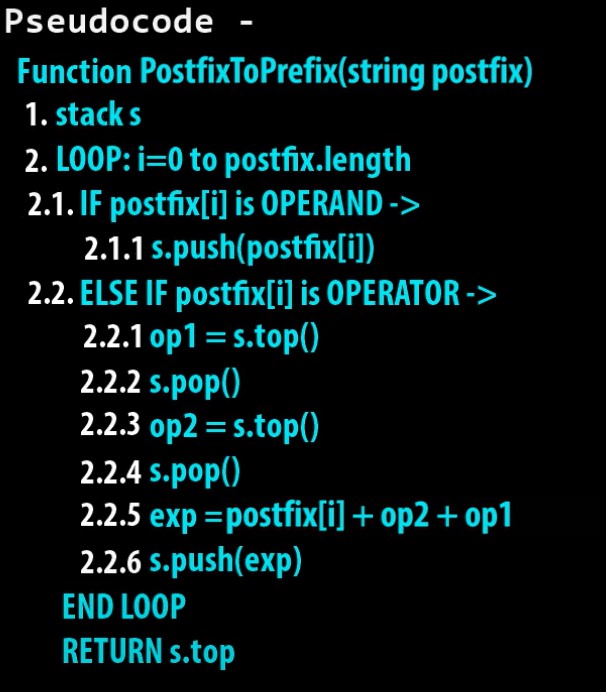 Pseudocode -
Function PostfixToPrefix(string postfix)
1. stack s
2. LOOP: i=0 to postfix.length
2.1. IF postfix[i] is OPERAND ->
2.1.1 s.push(postfix[i])
2.2. ELSE IF postfix[i] is OPERATOR ->
2.2.1 op1 = s.top()
2.2.2 s.pop()
2.2.3 op2 = s.top()
2.2.4 s.pop()
2.2.5 exp =postfix[i] + op2 + op1
2.2.6 s.push(exp)
END LOOP
RETURN s.top